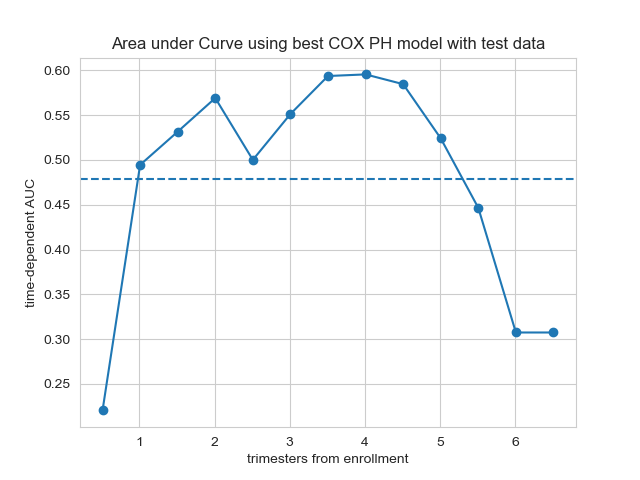 Area under Curve using best COX PH model with test data
time-dependent AUC
0.60
0.55
0.50
0.45
0.40
0.35
0.30
0.25
1 2 3 4 5 6
trimesters from enrollment